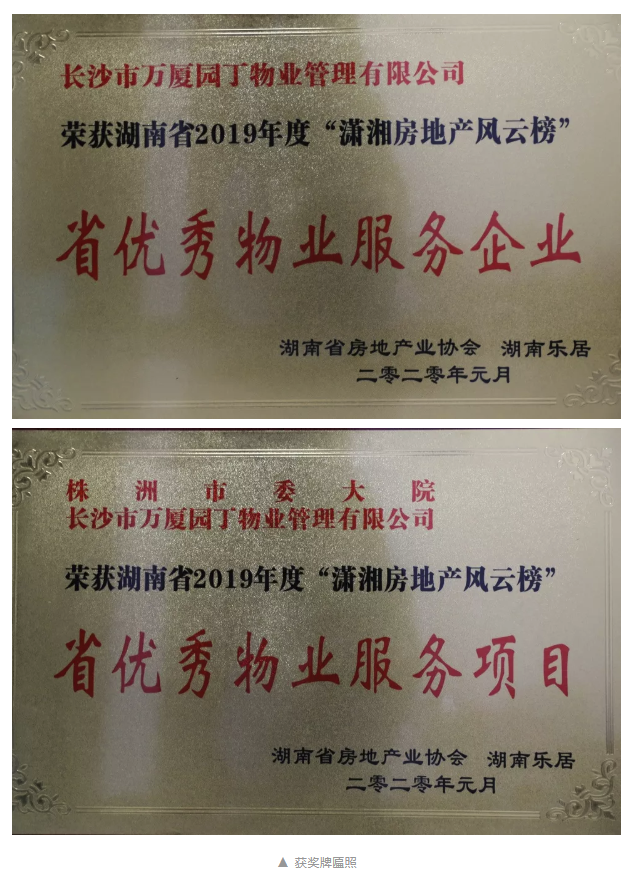 长沙市万厦园丁物业管理有限公司
荣获湖南省2019年度“潇湘房地产风云榜”
省优秀物业服务企业
湖南省房地产业协会 湖南乐居
二零二零年元月
株洲市委大院
长沙市万厦园丁物业管理有限公司
荣获湖南省2019年度“潇湘房地产风云榜”
省优秀物业服务项目
湖南省房地产业协会 湖南乐居
二零二零年元月
▲ 获奖牌匾照